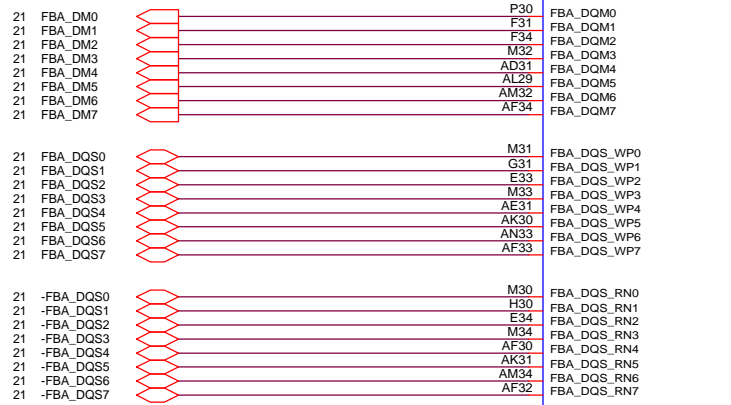 21 FBA_DM0 P30 FBA_DQM0
21 FBA_DM1 F31 FBA_DQM1
21 FBA_DM2 F34 FBA_DQM2
21 FBA_DM3 M32 FBA_DQM3
21 FBA_DM4 AD31 FBA_DQM4
21 FBA_DM5 AL29 FBA_DQM5
21 FBA_DM6 AM32 FBA_DQM6
21 FBA_DM7 AF34 FBA_DQM7
21 FBA_DQS0 M31 FBA_DQS_WP0
21 FBA_DQS1 G31 FBA_DQS_WP1
21 FBA_DQS2 E33 FBA_DQS_WP2
21 FBA_DQS3 M33 FBA_DQS_WP3
21 FBA_DQS4 AE31 FBA_DQS_WP4
21 FBA_DQS5 AK30 FBA_DQS_WP5
21 FBA_DQS6 AN33 FBA_DQS_WP6
21 FBA_DQS7 AF33 FBA_DQS_WP7
21 -FBA_DQS0 M30 FBA_DQS_RN0
21 -FBA_DQS1 H30 FBA_DQS_RN1
21 -FBA_DQS2 E34 FBA_DQS_RN2
21 -FBA_DQS3 M34 FBA_DQS_RN3
21 -FBA_DQS4 AF30 FBA_DQS_RN4
21 -FBA_DQS5 AK31 FBA_DQS_RN5
21 -FBA_DQS6 AM34 FBA_DQS_RN6
21 -FBA_DQS7 AF32 FBA_DQS_RN7